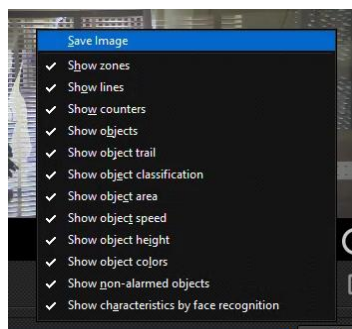 Save Image
Show zones
Show lines
Show counters
Show objects
Show object trail
Show object classification
Show object area
Show object speed
Show object height
Show object colors
Show non-alarmed objects
Show characteristics by face recognition